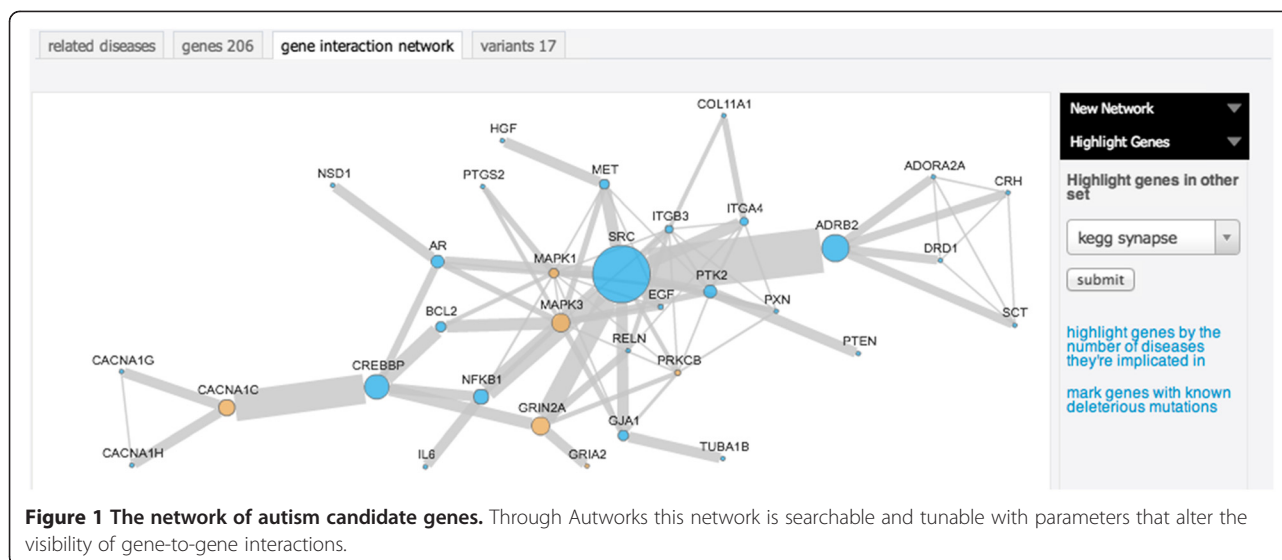 related diseases
genes 206
gene interaction network
variants 17
COL11A1
HGF
MET
NSD1
PTGS2
ITGB3
ITGA4
SRC
ADRB2
ADORA2A
CRH
AR
MAPK1
DRD1
PTK2
EGF
MAPK3
PXN
BCL2
SCT
RELN
PTEN
PRKCB
CACNA1G
CREBBP
NFKB1
CACNA1C
GRIN2A
GJA1
CACNA1H
IL6
GRIA2
TUBA1B
New Network
Highlight Genes
Highlight genes in other
set
kegg synapse
submit
highlight genes by the
number of diseases
they're implicated in
mark genes with known
deleterious mutations
Figure 1 The network of autism candidate genes. Through Autworks this network is searchable and tunable with parameters that alter the
visibility of gene-to-gene interactions.